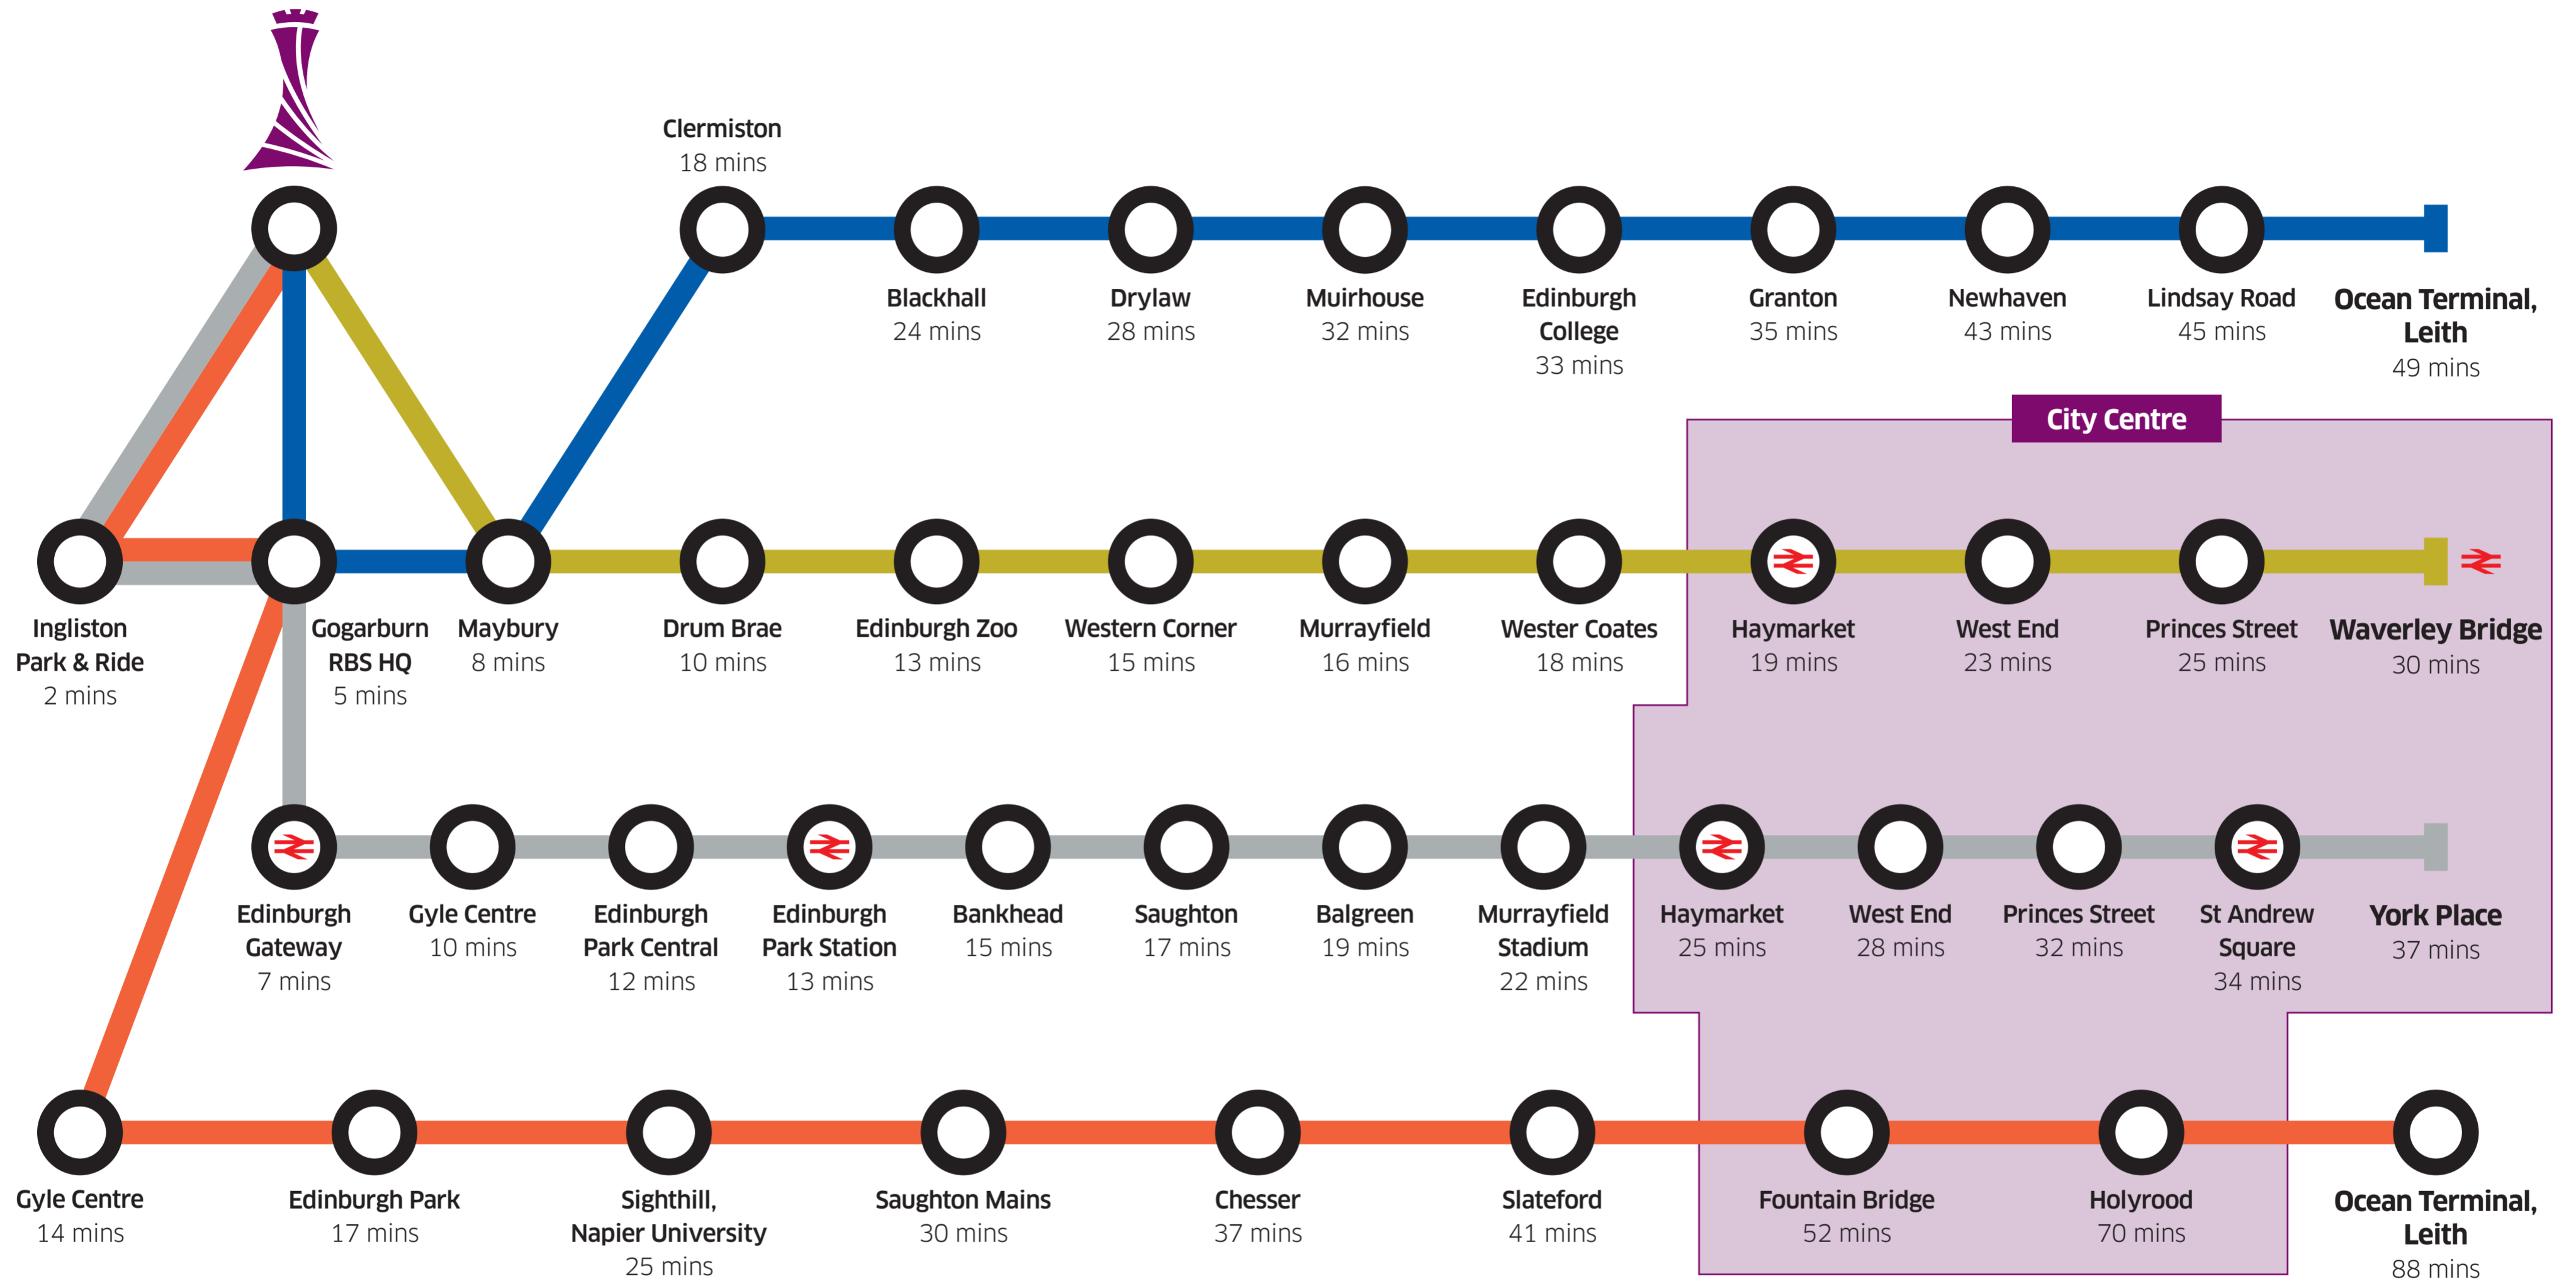 Clermiston
18 mins
Blackhall
24 mins
Drylaw
28 mins
Muirhouse
32 mins
Edinburgh
College
33 mins
Granton
35 mins
Newhaven
43 mins
Lindsay Road
45 mins
Ocean Terminal,
Leith
49 mins
City Centre
Ingliston
Park & Ride
2 mins
Gogarburn
RBS HQ
5 mins
Maybury
8 mins
Drum Brae
10 mins
Edinburgh Zoo
13 mins
Western Corner
15 mins
Murrayfield
16 mins
Wester Coates
18 mins
Haymarket
19 mins
West End
23 mins
Princes Street
25 mins
Waverley Bridge
30 mins
Edinburgh
Gateway
7 mins
Gyle Centre
10 mins
Edinburgh
Park Central
12 mins
Edinburgh
Park Station
13 mins
Bankhead
15 mins
Saughton
17 mins
Balgreen
19 mins
Murrayfield
Stadium
22 mins
Haymarket
25 mins
West End
28 mins
Princes Street
32 mins
St Andrew
Square
34 mins
York Place
37 mins
Gyle Centre
14 mins
Edinburgh Park
17 mins
Sighthill,
Napier University
25 mins
Saughton Mains
30 mins
Chesser
37 mins
Slateford
41 mins
Fountain Bridge
52 mins
Holyrood
70 mins
Ocean Terminal,
Leith
88 mins